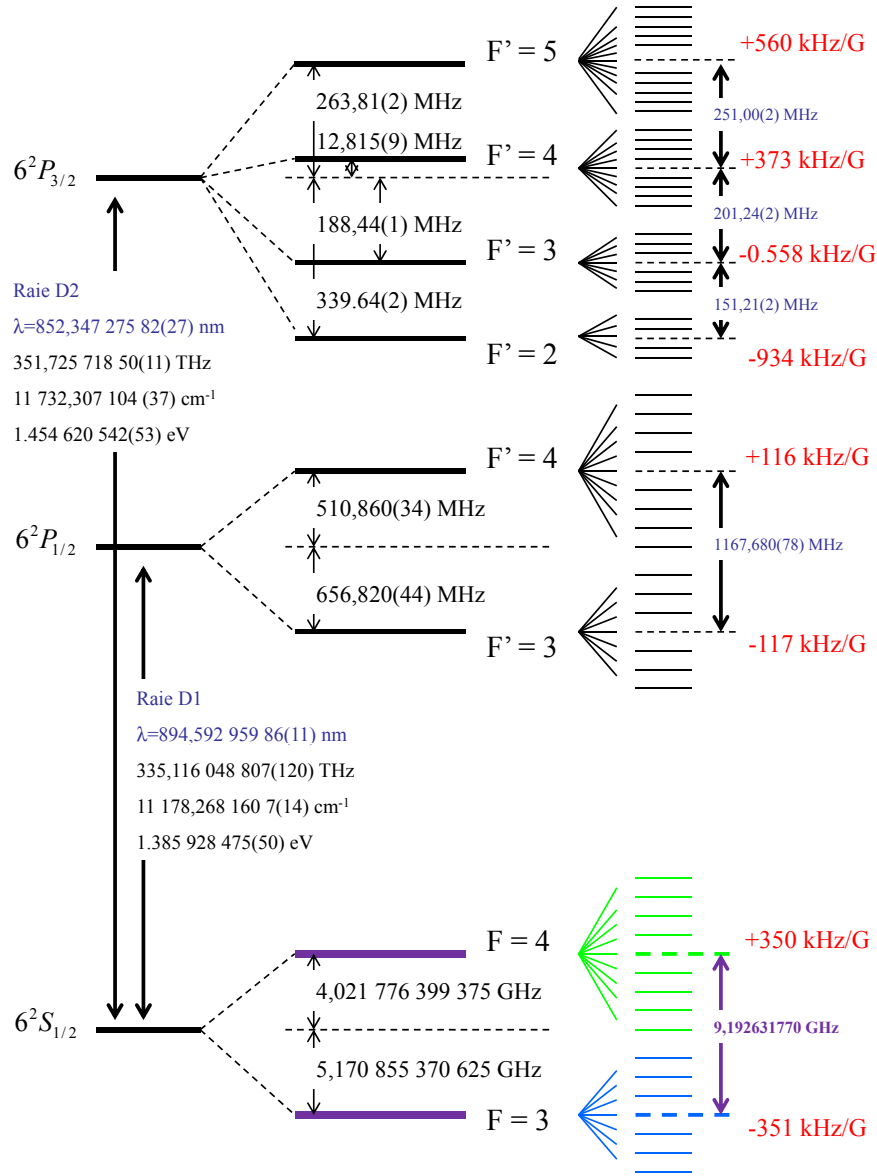 F' = 5
+560 kHz/G
263,81(2) MHz
251,00(2) MHz
12,815(9) MHz
F' = 4
+373 kHz/G
6²P₃/₂
188,44(1) MHz
201,24(2) MHz
F' = 3
-0.558 kHz/G
339.64(2) MHz
151,21(2) MHz
F' = 2
-934 kHz/G
Raie D2
λ=852,347 275 82(27) nm
351,725 718 50(11) THz
11 732,307 104 (37) cm⁻¹
1.454 620 542(53) eV
F' = 4
+116 kHz/G
510,860(34) MHz
6²P₁/₂
1167,680(78) MHz
656,820(44) MHz
F' = 3
-117 kHz/G
Raie D1
λ=894,592 959 86(11) nm
335,116 048 807(120) THz
11 178,268 160 7(14) cm⁻¹
1.385 928 475(50) eV
F = 4
+350 kHz/G
4,021 776 399 375 GHz
6²S₁/₂
9,192631770 GHz
5,170 855 370 625 GHz
F = 3
-351 kHz/G